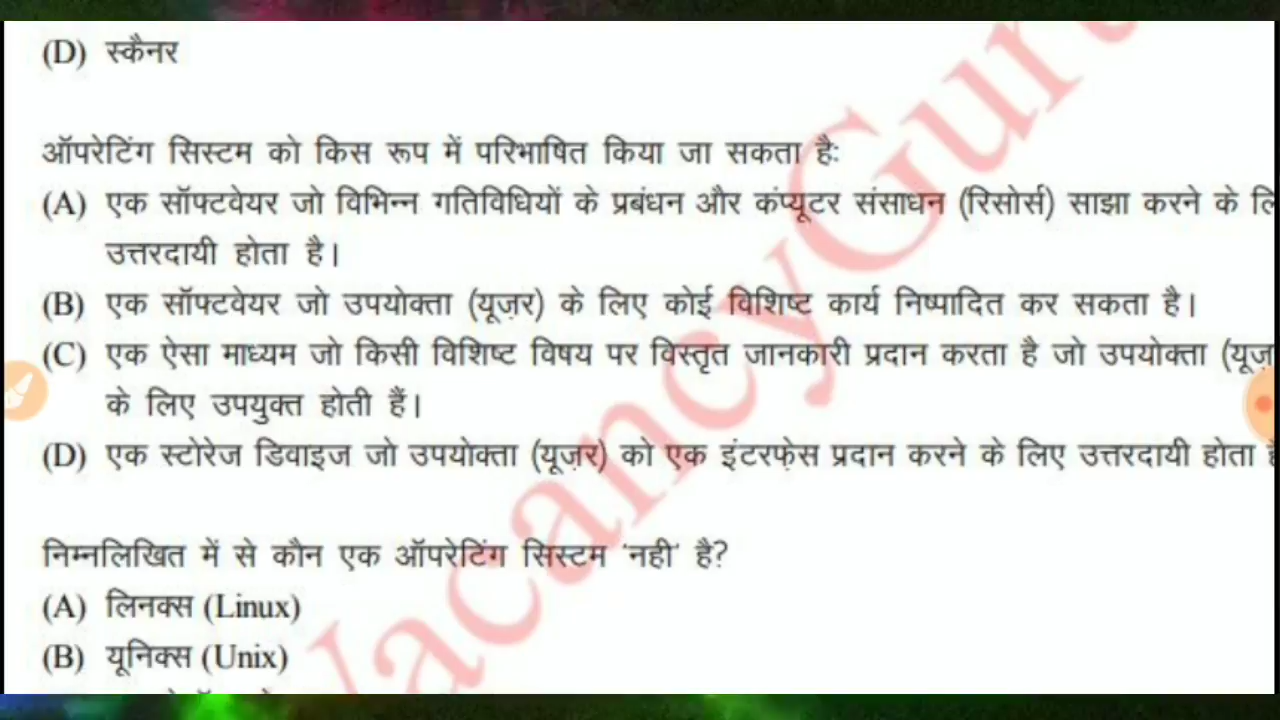 (D) स्कैनर
ऑपरेटिंग सिस्टम को किस रूप में परिभाषित किया जा सकता है:
(A) एक सॉफ्टवेयर जो विभिन्न गतिविधियों के प्रबंधन और कंप्यूटर संसाधन (रिसोर्स) साझा करने के
उत्तरदायी होता है।
(B) एक सॉफ्टवेयर जो उपयोक्ता (यूज़र) के लिए कोई विशिष्ट कार्य निष्पादित कर सकता है।
(C) एक ऐसा माध्यम जो किसी विशिष्ट विषय पर विस्तृत जानकारी प्रदान करता है जो उपयोक्ता
के लिए उपयुक्त होती हैं।
(D) एक स्टोरेज डिवाइज जो उपयोक्ता (यूज़र) को एक इंटरफ़ेस प्रदान करने के लिए उत्तरदायी होता
निम्नलिखित में से कौन एक ऑपरेटिंग सिस्टम 'नही' है?
(A) लिनक्स (Linux)
(B) यूनिक्स (Unix)
VacancyGuru